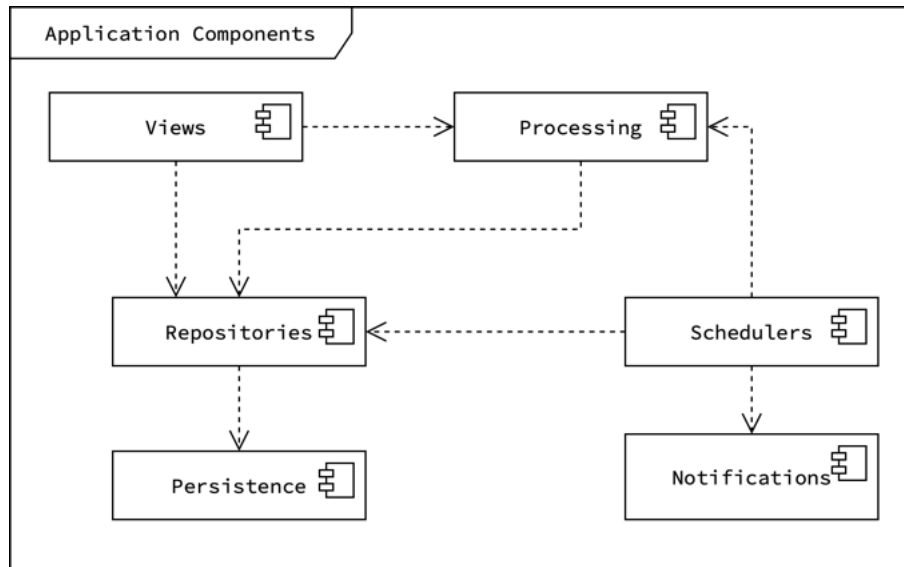 Application Components
Views
Processing
Repositories
Schedulers
Persistence
Notifications